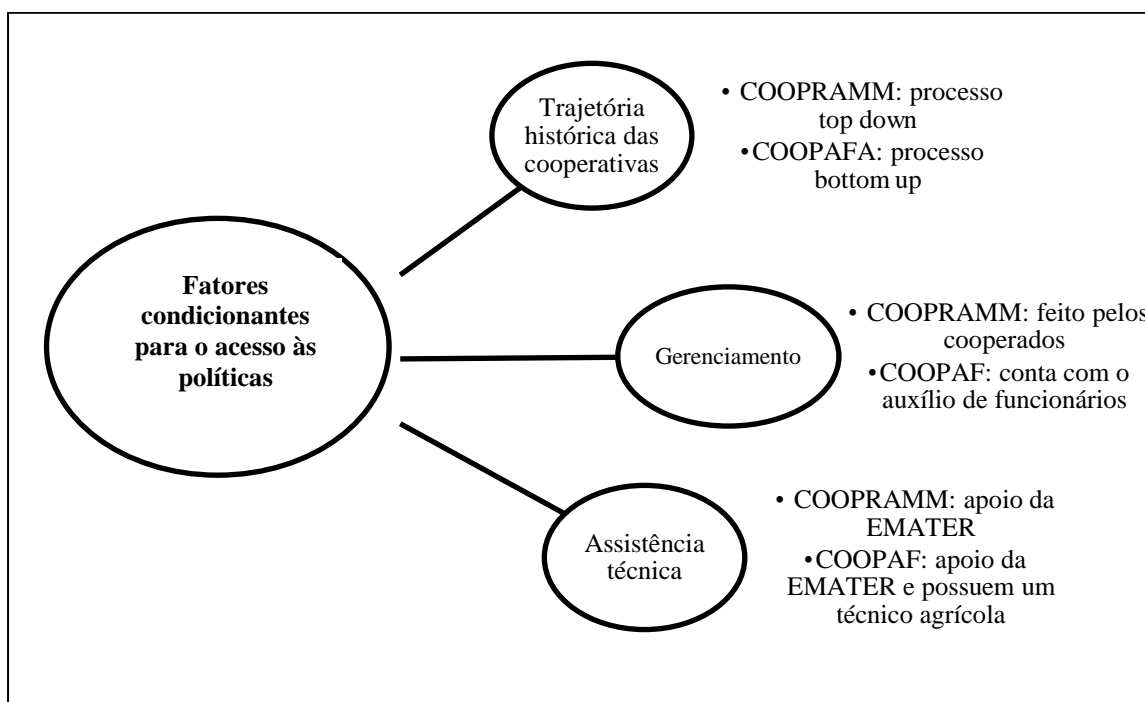 Fatores
condicionantes
para o acesso às
políticas
Trajetória
histórica das
cooperativas
• COOPRAMM: processo
top down
•COOPAFA: processo
bottom up
Gerenciamento
• COOPRAMM: feito pelos
cooperados
•COOPAF: conta com o
auxílio de funcionários
Assistência
técnica
• COOPRAMM: apoio da
EMATER
•COOPAF: apoio da
EMATER e possuem um
técnico agrícola